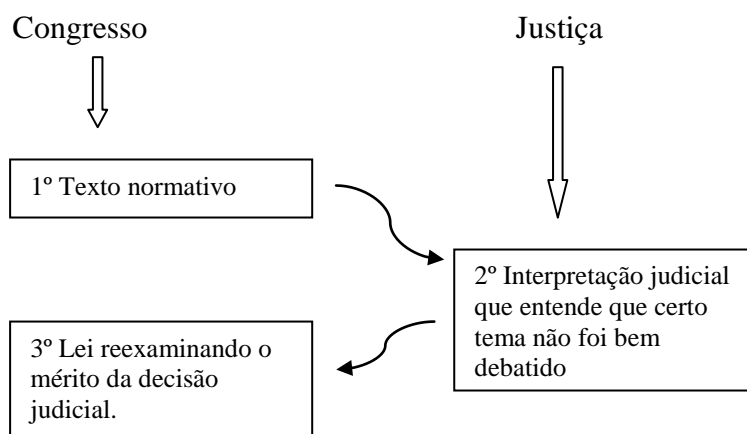 Congresso
Justiça
1º Texto normativo
2º Interpretação judicial
que entende que certo
tema não foi bem
debatido
3º Lei reexaminando o
mérito da decisão
judicial.